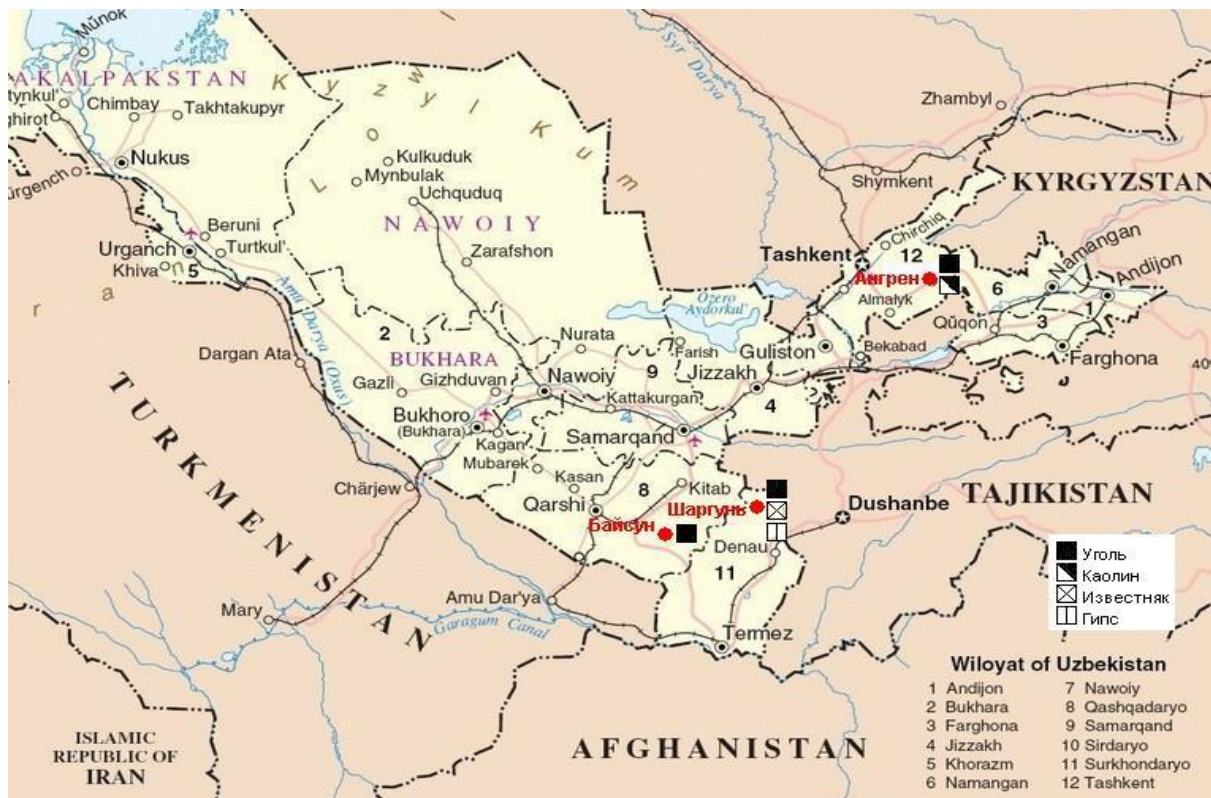 Mŭnok
AKALPAKSTAN
tynkul'
Chimbay
Takhtakupyr
ghirot
Nukus
Kyzyl Kum
Syr Darya
Zhambyl
Kulkuduk
Mynbulak
Uchquduq
Shymkent
KYRGYZSTAN
NAWOIY
Chirchiq
Beruni
Urganch
Turtkul'
Khiva
5
Zarafshon
Tashkent
12
Namangan
Andijon
Ангрен
6
Almalyk
Ozero
Aydorkul'
Qŭqon
3
1
Amu Darya (Oxus)
2
Nurata
Farish
Guliston
Bekabad
Farghona
Dargan Ata
BUKHARA
9
Jizzakh
40°
Gazli
Gizhduvan
Nawoiy
Kattakurgan
4
Bukhoro
(Bukhara)
Kagan
Samarqand
Mubarek
Kasan
TURKMENISTAN
Chärjew
8
Kitab
Qarshi
Шаргунь
Dushanbe
TAJIKISTAN
Байсун
Denau
11
Уголь
Каолин
Известняк
Гипс
Mary
Amu Dar'ya
Garagum Canal
Termez
ISLAMIC
REPUBLIC OF
IRAN
AFGHANISTAN
Wiloyat of Uzbekistan
1 Andijon
2 Bukhara
3 Farghona
4 Jizzakh
5 Khorazm
6 Namangan
7 Nawoiy
8 Qashqadaryo
9 Samarqand
10 Sirdaryo
11 Surkhondaryo
12 Tashkent